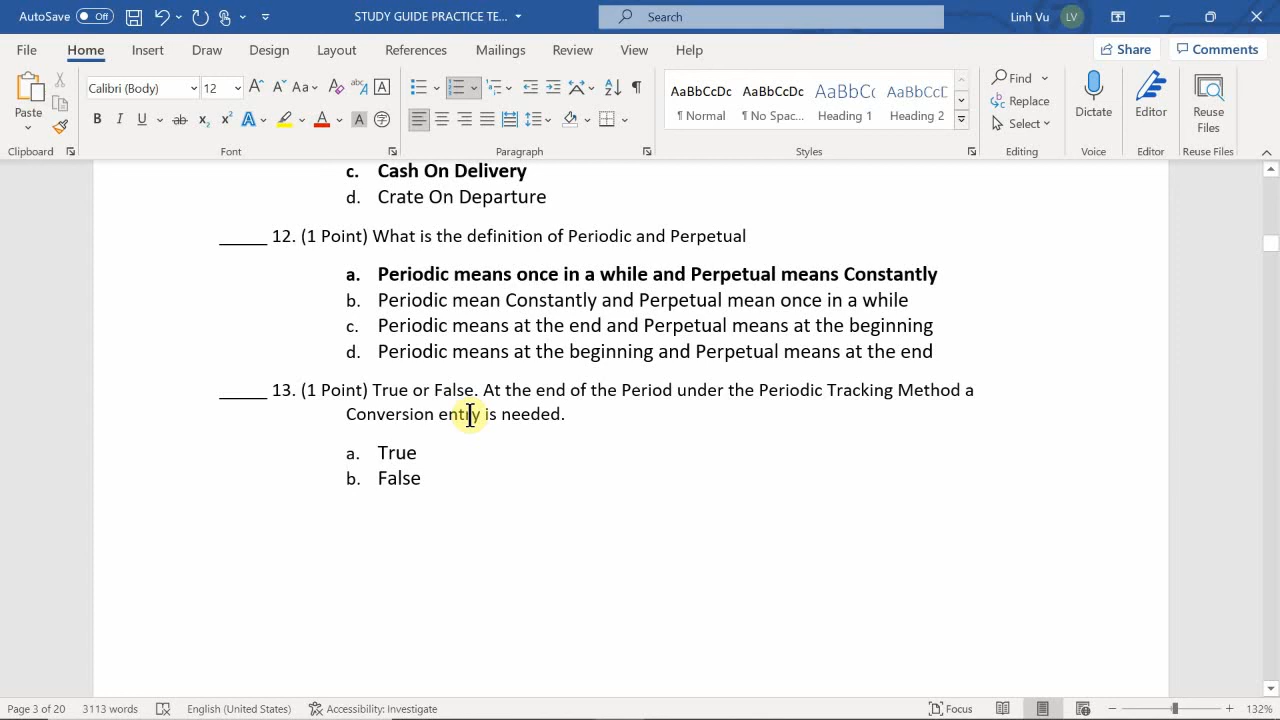 AutoSave Off STUDY GUIDE PRACTICE TE... Search Linh Vu LV
File Home Insert Draw Design Layout References Mailings Review View Help Share Comments
Paste Calibri (Body) 12 AaBbCcDc AaBbCcDc AaBbCc AaBbCcD Find Replace Select Dictate Editor Reuse Files
¶ Normal ¶ No Spac... Heading 1 Heading 2
Clipboard Font Paragraph Styles Editing Voice Editor Reuse Files
c. Cash On Delivery
d. Crate On Departure
_____ 12. (1 Point) What is the definition of Periodic and Perpetual
a. Periodic means once in a while and Perpetual means Constantly
b. Periodic mean Constantly and Perpetual mean once in a while
c. Periodic means at the end and Perpetual means at the beginning
d. Periodic means at the beginning and Perpetual means at the end
_____ 13. (1 Point) True or False. At the end of the Period under the Periodic Tracking Method a
Conversion entry is needed.
a. True
b. False
Page 3 of 20 3113 words English (United States) Accessibility: Investigate Focus 132%